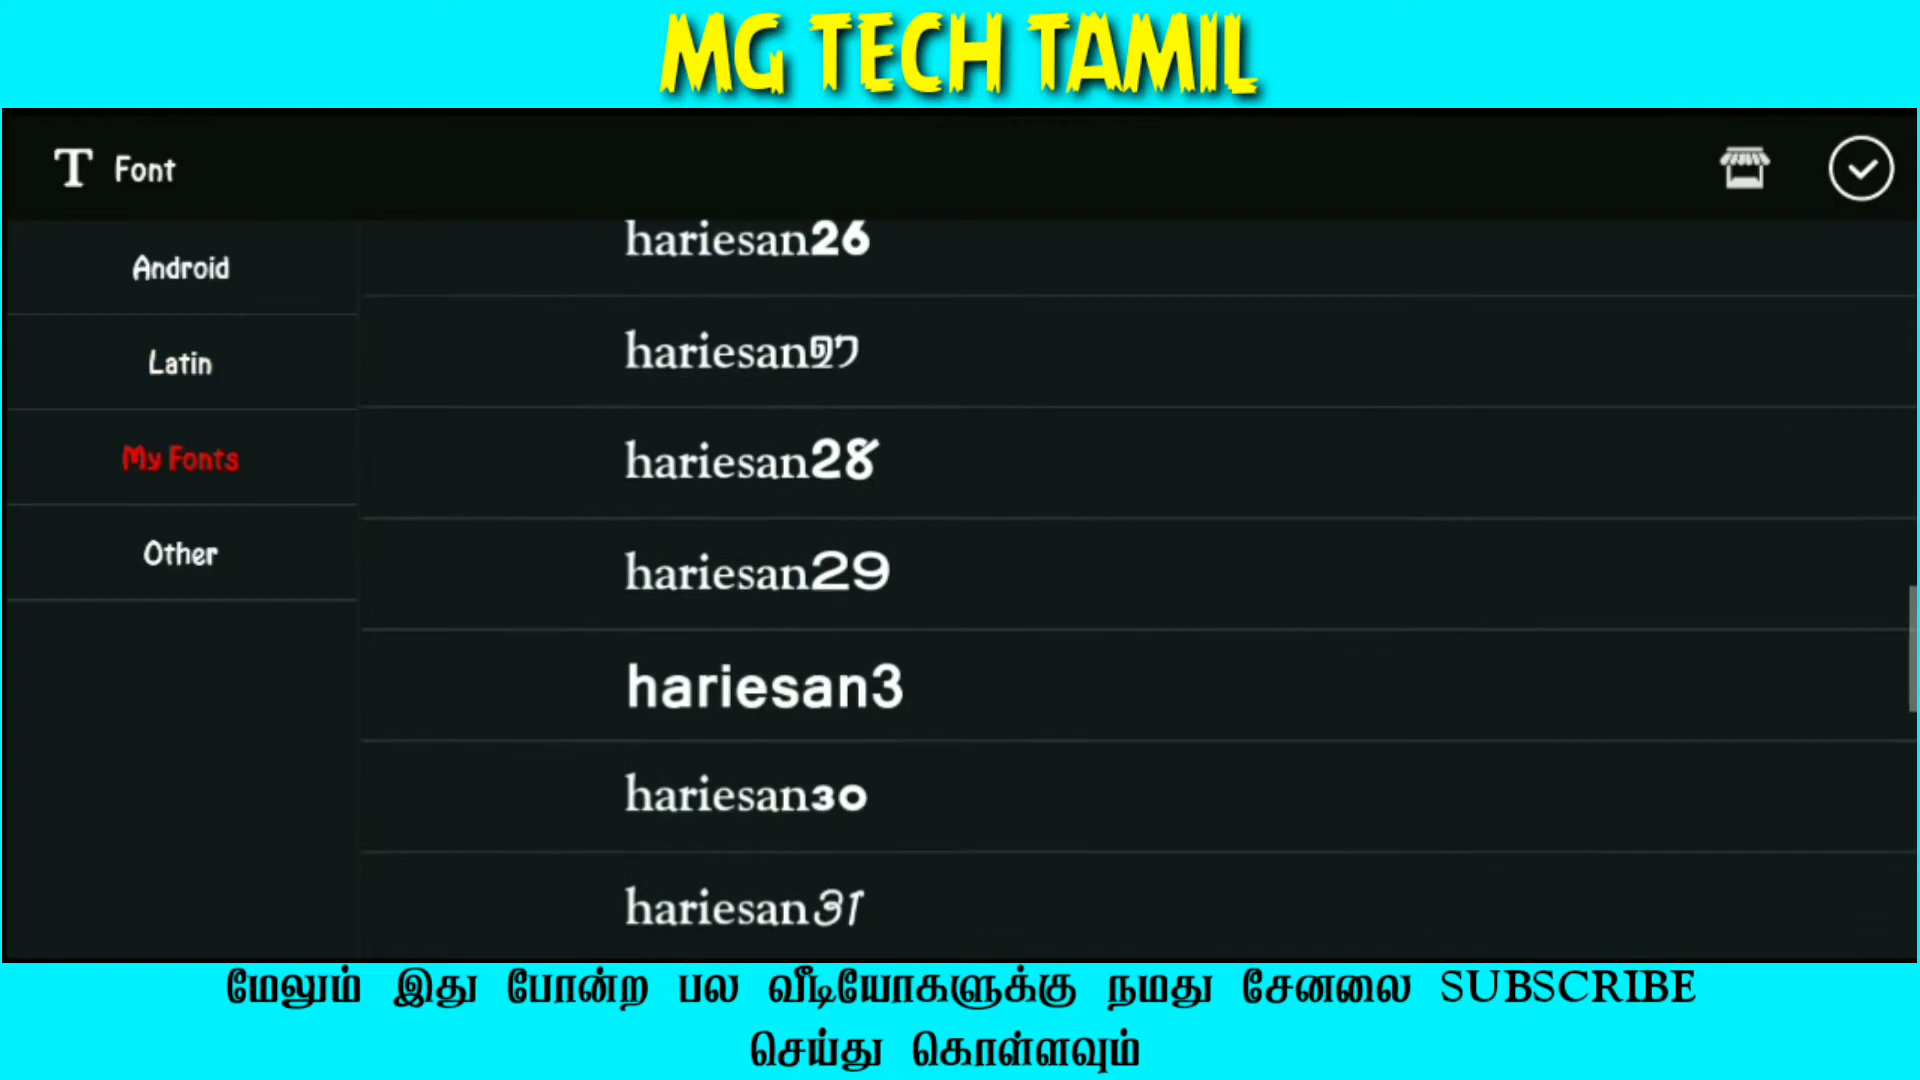 MG TECH TAMIL
T Font
Android
Latin
My Fonts
Other
hariesan26
hariesan27
hariesan28
hariesan29
hariesan3
hariesan30
hariesan31
மேலும் இது போன்ற பல வீடியோகளுக்கு நமது சேனலை SUBSCRIBE
செய்து கொள்ளவும்